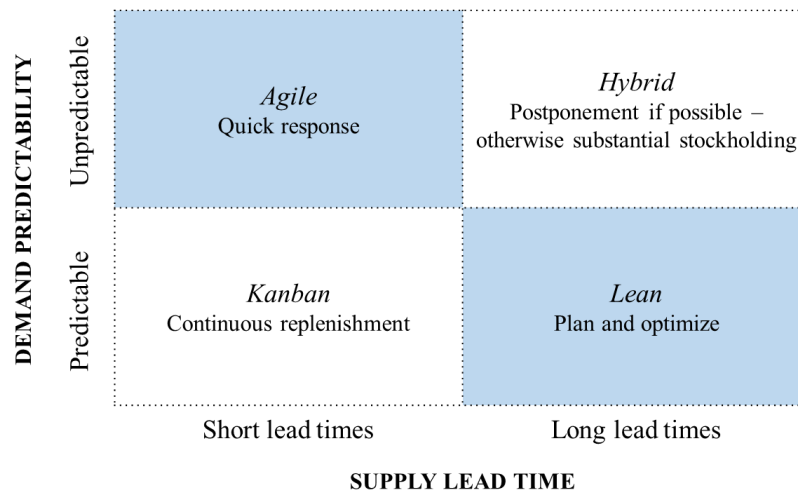 DEMAND PREDICTABILITY
Unpredictable
Agile
Quick response
Hybrid
Postponement if possible –
otherwise substantial stockholding
Predictable
Kanban
Continuous replenishment
Lean
Plan and optimize
Short lead times
Long lead times
SUPPLY LEAD TIME